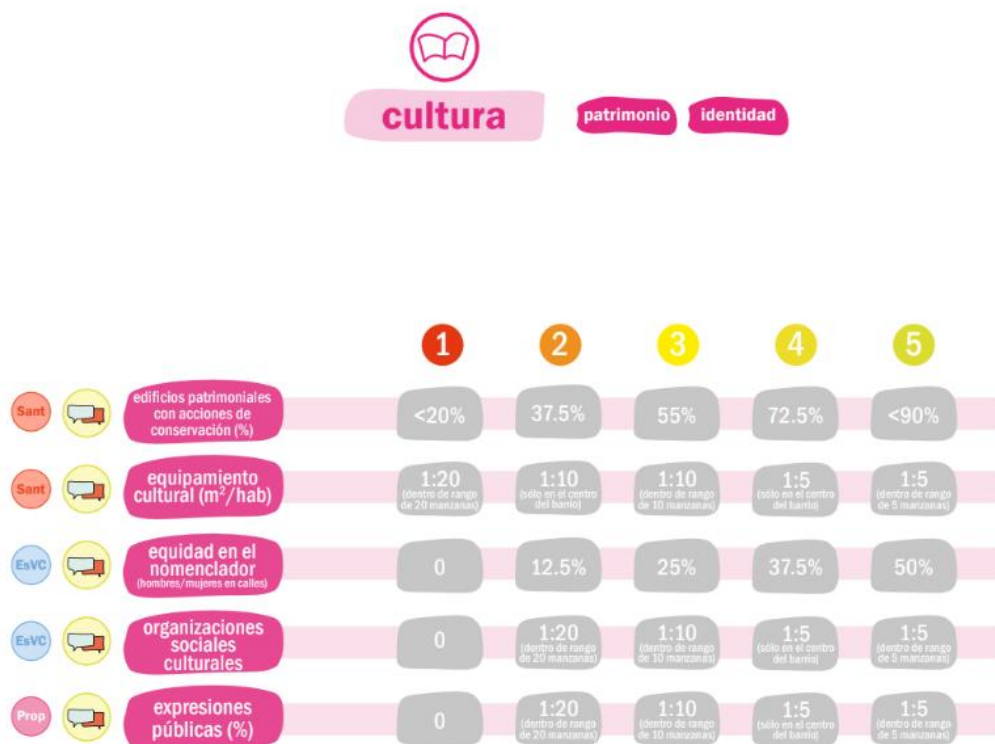 cultura
patrimonio
identidad
1 2 3 4 5
Sant
edificios patrimoniales
con acciones de
conservación (%)
<20% 37.5% 55% 72.5% <90%
Sant
equipamiento
cultural (m²/hab)
1:20 1:10 1:10 1:5 1:5
(dentro de rango (sólo en el centro (dentro de rango (sólo en el centro (dentro de rango
de 20 manzanas) del barrio) de 10 manzanas) del barrio) de 5 manzanas)
EsVC
equidad en el
nomenclador
(hombres/mujeres en calles)
0 12.5% 25% 37.5% 50%
EsVC
organizaciones
sociales
culturales
0 1:20 1:10 1:5 1:5
(dentro de rango (dentro de rango (sólo en el centro (dentro de rango
de 20 manzanas) de 10 manzanas) del barrio) de 5 manzanas)
Prop
expresiones
públicas (%)
0 1:20 1:10 1:5 1:5
(dentro de rango (dentro de rango (sólo en el centro (dentro de rango
de 20 manzanas) de 10 manzanas) del barrio) de 5 manzanas)